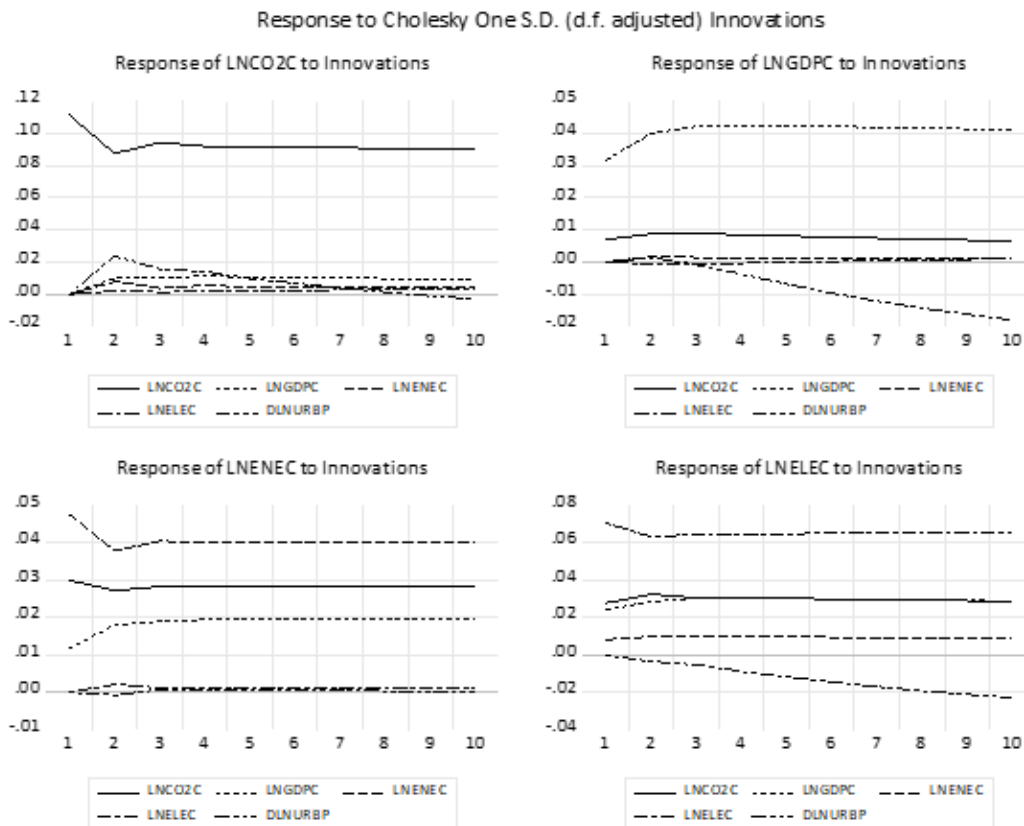 Response to Cholesky One S.D. (d.f. adjusted) Innovations
Response of LNCO2C to Innovations
.12
.10
.08
.06
.04
.02
.00
-.02
1 2 3 4 5 6 7 8 9 10
LNCO2C LNGDPC LNENEC
LNELEC DLNURBP
Response of LNGDPC to Innovations
.05
.04
.03
.02
.01
.00
-.01
-.02
1 2 3 4 5 6 7 8 9 10
LNCO2C LNGDPC LNENEC
LNELEC DLNURBP
Response of LNENEC to Innovations
.05
.04
.03
.02
.01
.00
-.01
1 2 3 4 5 6 7 8 9 10
LNCO2C LNGDPC LNENEC
LNELEC DLNURBP
Response of LNELEC to Innovations
.08
.06
.04
.02
.00
-.02
-.04
1 2 3 4 5 6 7 8 9 10
LNCO2C LNGDPC LNENEC
LNELEC DLNURBP